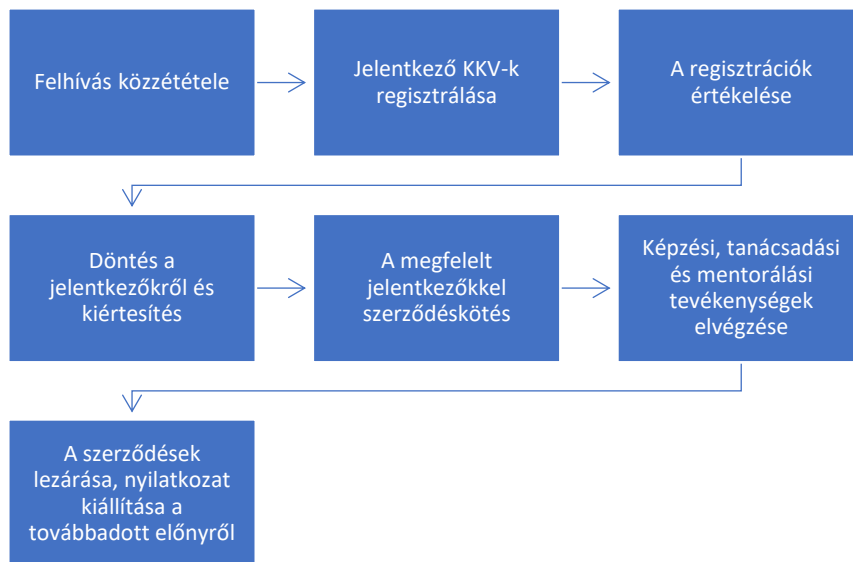 Felhívás közzététele
Jelentkező KKV-k
regisztrálása
A regisztrációk
értékelése
Döntés a
jelentkezőkről és
kiértesítés
A megfelelt
jelentkezőkkel
szerződéskötés
Képzési, tanácsadási
és mentorálási
tevékenységek
elvégzése
A szerződések
lezárása, nyilatkozat
kiállítása a
továbbadott előnyről